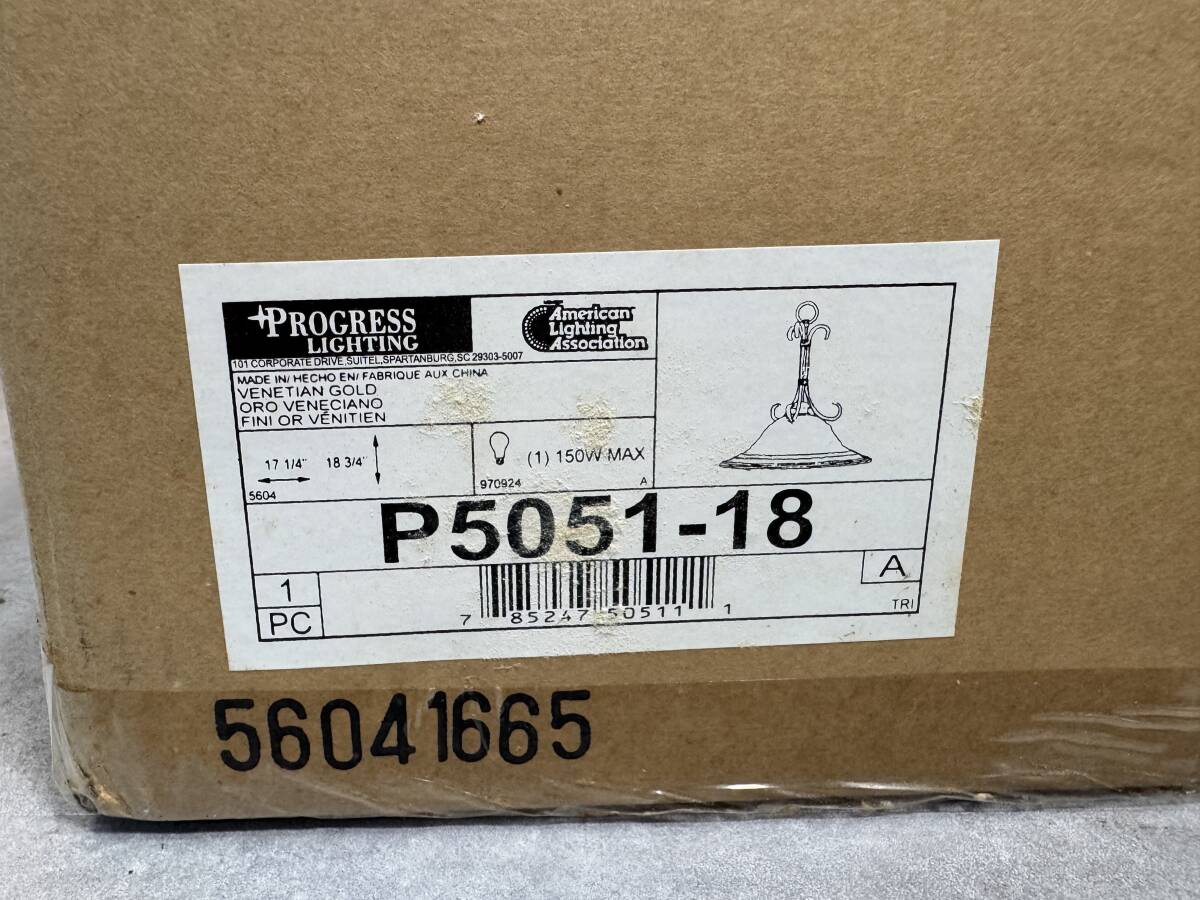 PROGRESS
LIGHTING
American
Lighting
Association
101 CORPORATE DRIVE,SUITEL,SPARTANBURG,SC 29303-5007
MADE IN/ HECHO EN/ FABRIQUE AUX CHINA
VENETIAN GOLD
ORO VENECIANO
FINI OR VÉNITIEN
17 1/4" 18 3/4"
5604
(1) 150W MAX
970924 A
P5051-18
1
PC
A
TRI
7 85247 50511 1
56041665